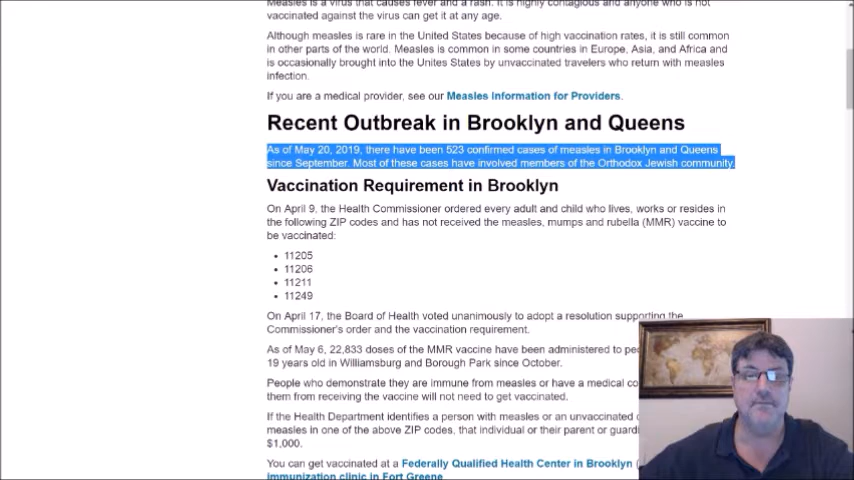 Measles is a virus that causes fever and a rash. It is highly contagious and anyone who is not
vaccinated against the virus can get it at any age.
Although measles is rare in the United States because of high vaccination rates, it is still common
in other parts of the world. Measles is common in some countries in Europe, Asia, and Africa and
is occasionally brought into the Unites States by unvaccinated travelers who return with measles
infection.
If you are a medical provider, see our Measles Information for Providers.
Recent Outbreak in Brooklyn and Queens
As of May 20, 2019, there have been 523 confirmed cases of measles in Brooklyn and Queens
since September. Most of these cases have involved members of the Orthodox Jewish community.
Vaccination Requirement in Brooklyn
On April 9, the Health Commissioner ordered every adult and child who lives, works or resides in
the following ZIP codes and has not received the measles, mumps and rubella (MMR) vaccine to
be vaccinated:
• 11205
• 11206
• 11211
• 11249
On April 17, the Board of Health voted unanimously to adopt a resolution supporting the
Commissioner's order and the vaccination requirement.
As of May 6, 22,833 doses of the MMR vaccine have been administered to
19 years old in Williamsburg and Borough Park since October.
People who demonstrate they are immune from measles or have a medical
them from receiving the vaccine will not need to get vaccinated.
If the Health Department identifies a person with measles or an unvaccinated
measles in one of the above ZIP codes, that individual or their parent or
$1,000.
You can get vaccinated at a Federally Qualified Health Center in Brooklyn (
immunization clinic in Fort Greene